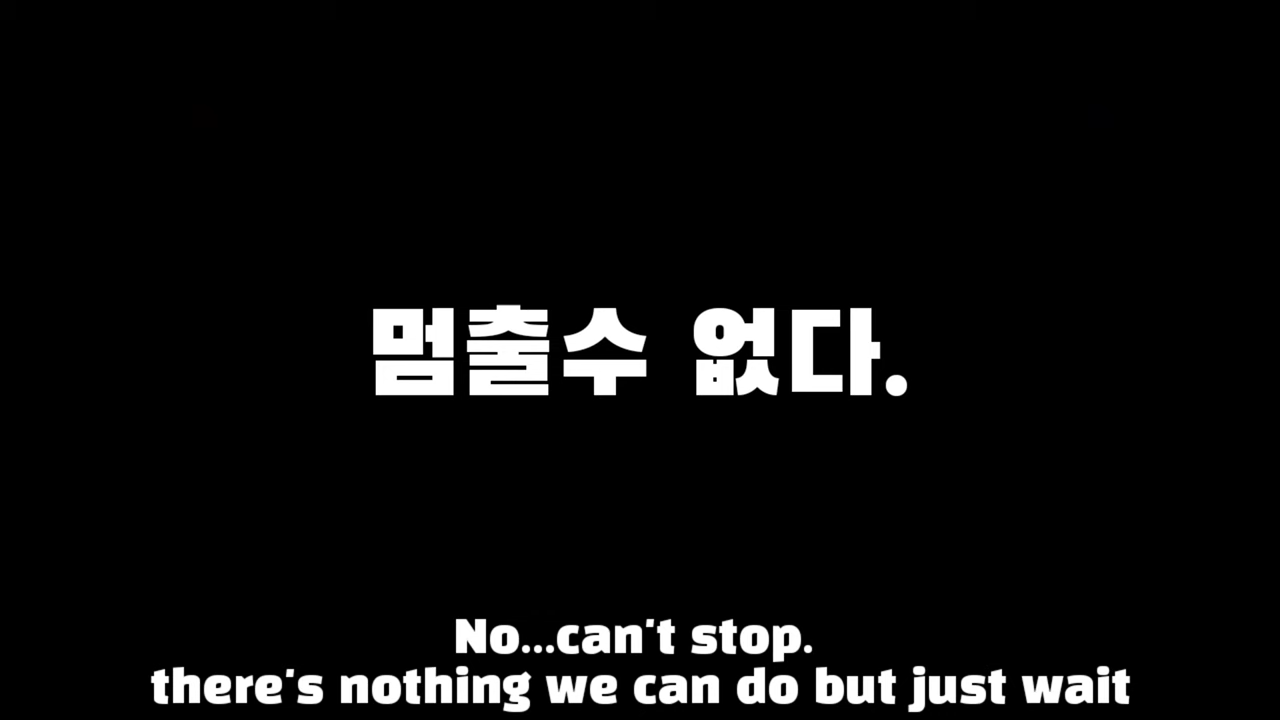 멈출수 없다.
No...can't stop.
there's nothing we can do but just wait